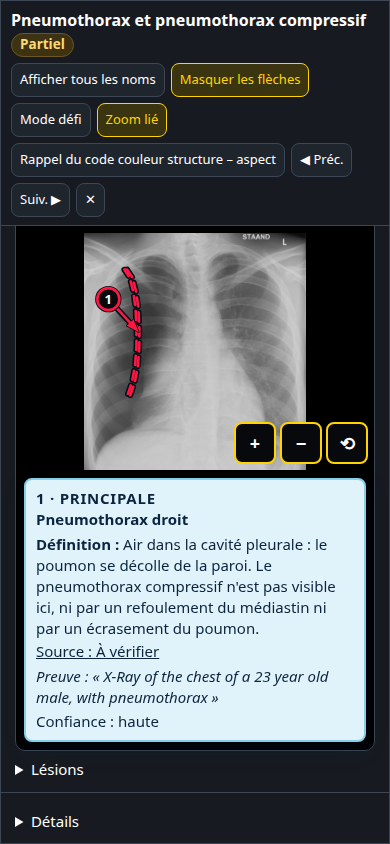 Pneumothorax et pneumothorax compressif
Partiel
Afficher tous les noms
Masquer les flèches
Mode défi
Zoom lié
Rappel du code couleur structure – aspect
◀ Préc.
Suiv. ▶
✕
STAAND
L
1
+
−
⟲
1 · PRINCIPALE
Pneumothorax droit
Définition : Air dans la cavité pleurale : le
poumon se décolle de la paroi. Le
pneumothorax compressif n'est pas visible
ici, ni par un refoulement du médiastin ni
par un écrasement du poumon.
Source : À vérifier
Preuve : « X-Ray of the chest of a 23 year old
male, with pneumothorax »
Confiance : haute
▶ Lésions
▶ Détails